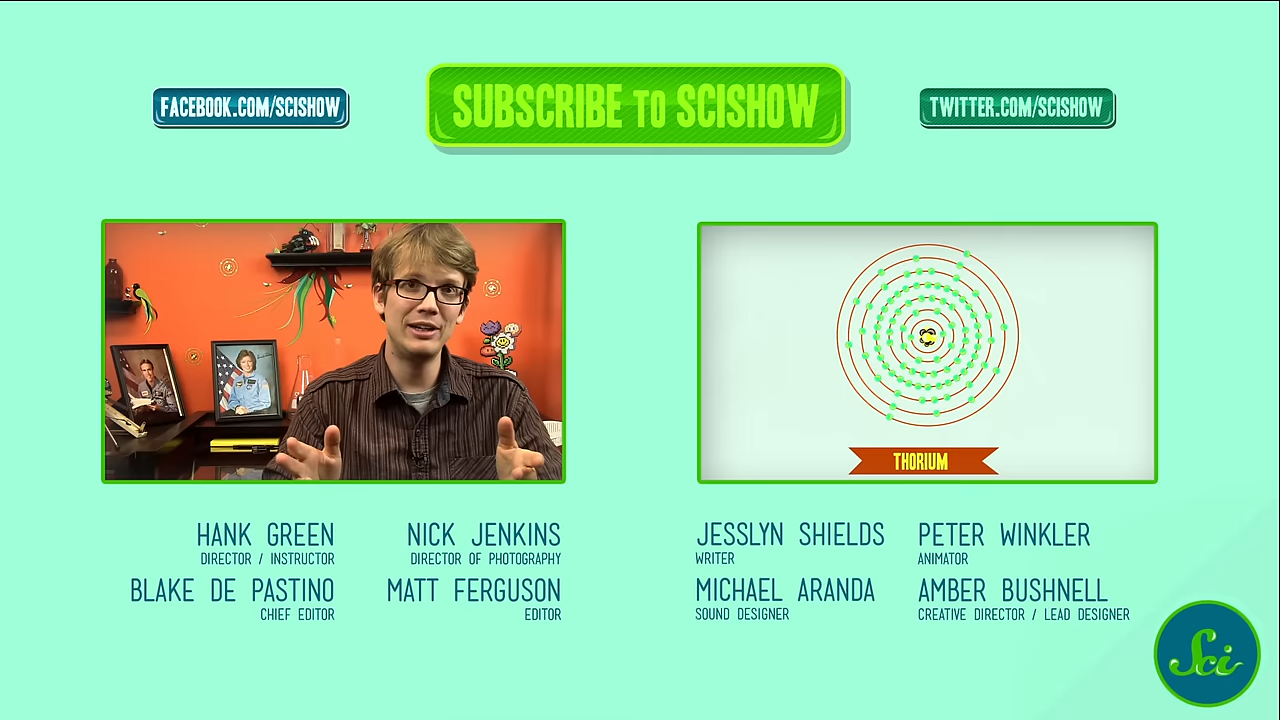 FACEBOOK.COM/SCISHOW
SUBSCRIBE TO SCISHOW
TWITTER.COM/SCISHOW
THORIUM
HANK GREEN
DIRECTOR / INSTRUCTOR
NICK JENKINS
DIRECTOR OF PHOTOGRAPHY
JESSLYN SHIELDS
WRITER
PETER WINKLER
ANIMATOR
BLAKE DE PASTINO
CHIEF EDITOR
MATT FERGUSON
EDITOR
MICHAEL ARANDA
SOUND DESIGNER
AMBER BUSHNELL
CREATIVE DIRECTOR / LEAD DESIGNER
Sci